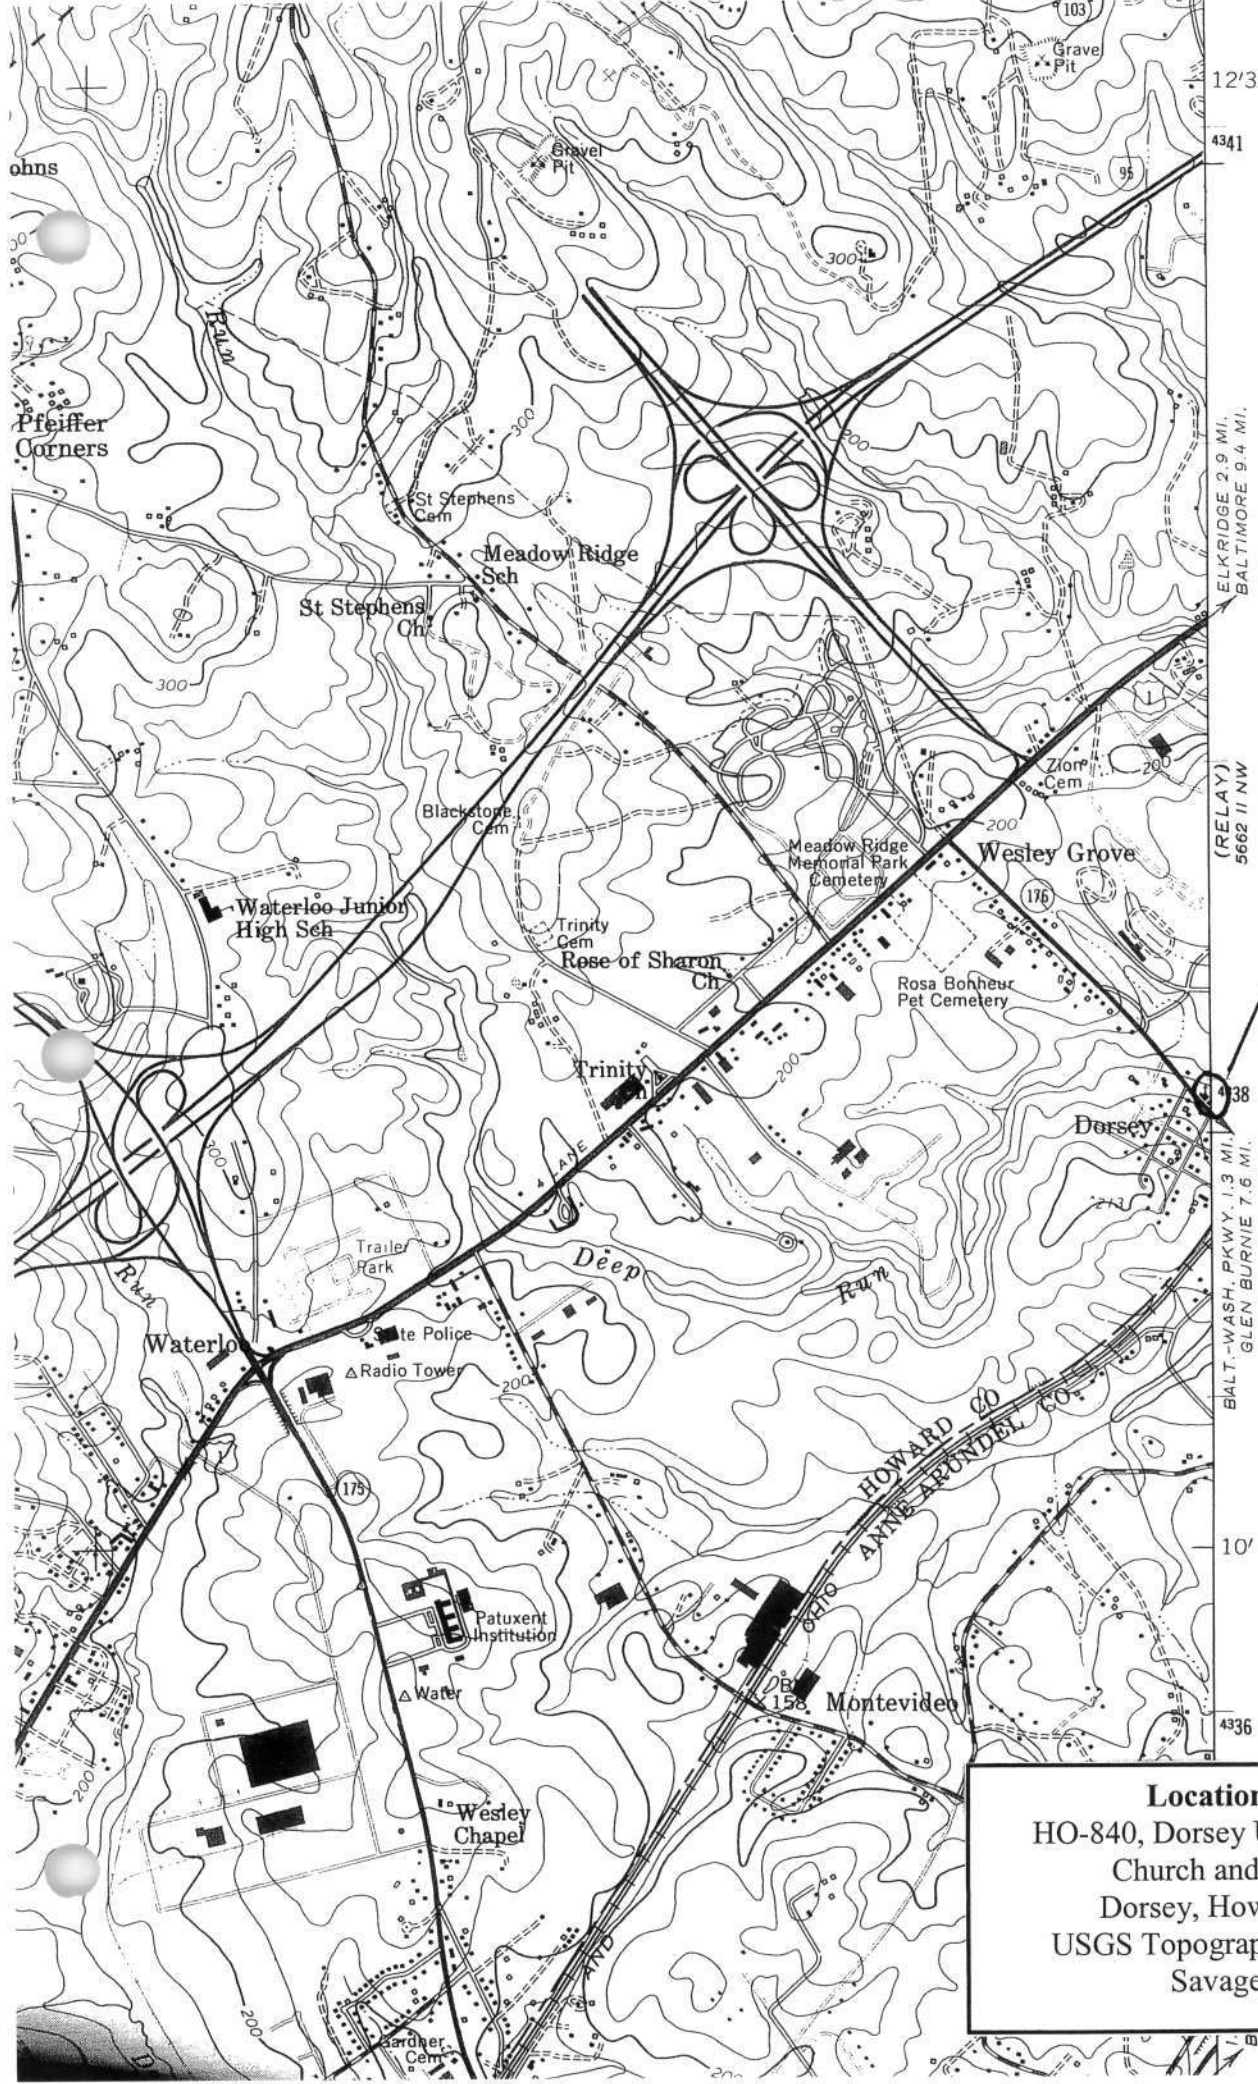 103
Gravel
Pit
12'3
4341
95
ohns
Gravel
Pit
300
Run
Pfeiffer
Corners
300
200
ELKRIDGE 2.9 MI.
BALTIMORE 9.4 MI.
St Stephens
Cem
Meadow Ridge
Sch
St Stephens
Ch
300
Zion
Cem
200
(RELAY)
5662 II NW
Blackstone
Cem
200
Meadow Ridge
Memorial Park
Cemetery
Wesley Grove
176
Waterloo Junior
High Sch
Trinity
Cem
Rose of Sharon
Ch
Rosa Bonheur
Pet Cemetery
200
Trinity
Ch
4338
Dorsey
300
4 LANE
213
BALT.-WASH. PKWY. 1.3 MI.
GLEN BURNIE 7.6 MI.
Trailer
Park
Deep
Run
Run
Waterloo
State Police
Radio Tower
200
HOWARD CO
ANNE ARUNDEL CO
175
10'
Patuxent
Institution
OHIO
Water
158
Montevideo
4336
200
Wesley
Chapel
Location
HO-840, Dorsey
Church and
Dorsey, How
USGS Topograp
Savage
AND
200
Gardner
Cem
D